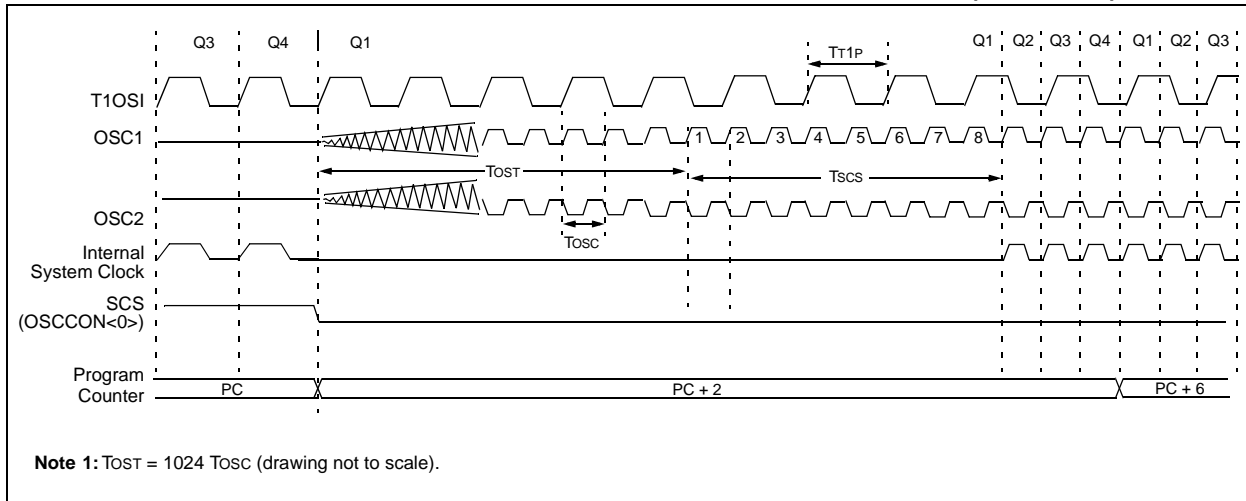 Q3 Q4 Q1 Q1 Q2 Q3 Q4 Q1 Q2 Q3
TT1P
T1OSI
OSC1
1 2 3 4 5 6 7 8
TOST
TSCS
OSC2
TOSC
Internal
System Clock
SCS
(OSCCON<0>)
Program
Counter
PC PC + 2 PC + 6
Note 1: TOST = 1024 TOSC (drawing not to scale).